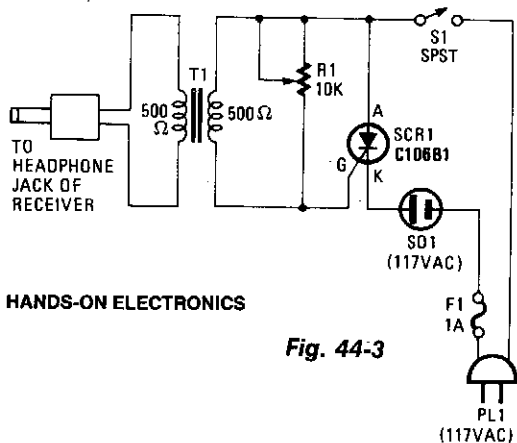 S1
SPST
T1
R1
10K
500
Ω
500Ω
A
SCR1
C106B1
G
K
TO
HEADPHONE
JACK OF
RECEIVER
SO1
(117VAC)
HANDS-ON ELECTRONICS
F1
1A
Fig. 44-3
PL1
(117VAC)